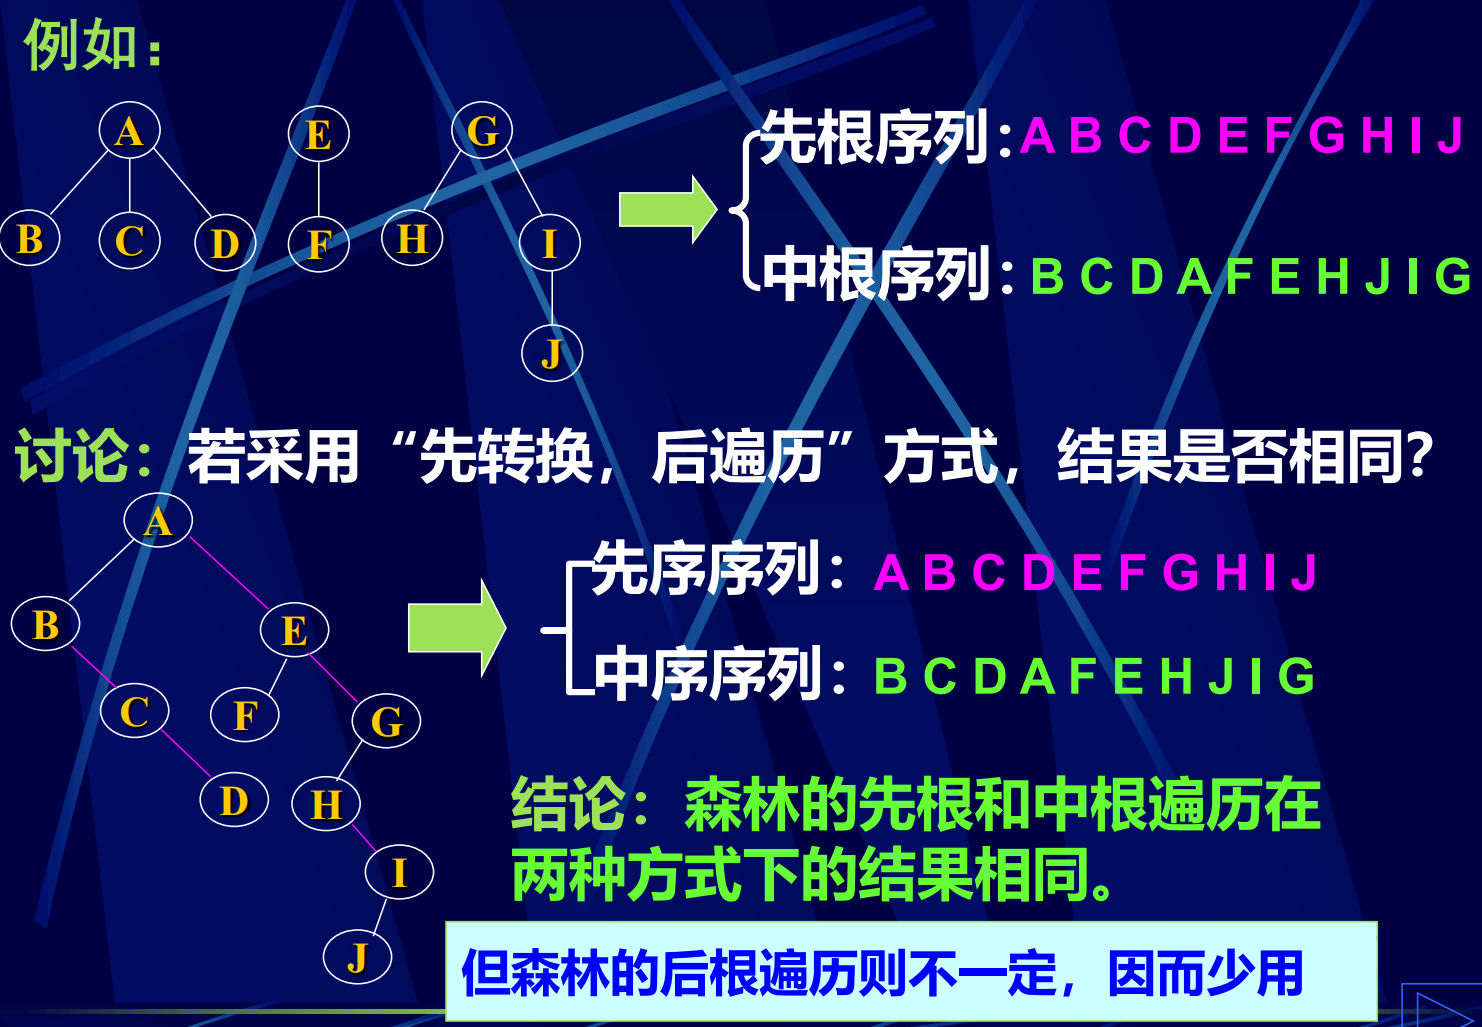 例如：
A E G
先根序列：A B C D E F G H I J
B C D F H I
中根序列：B C D A F E H J I G
J
讨论：若采用“先转换，后遍历”方式，结果是否相同？
A
先序序列：A B C D E F G H I J
B E
中序序列：B C D A F E H J I G
C F G
D H
结论：森林的先根和中根遍历在
两种方式下的结果相同。
I
J
但森林的后根遍历则不一定，因而少用